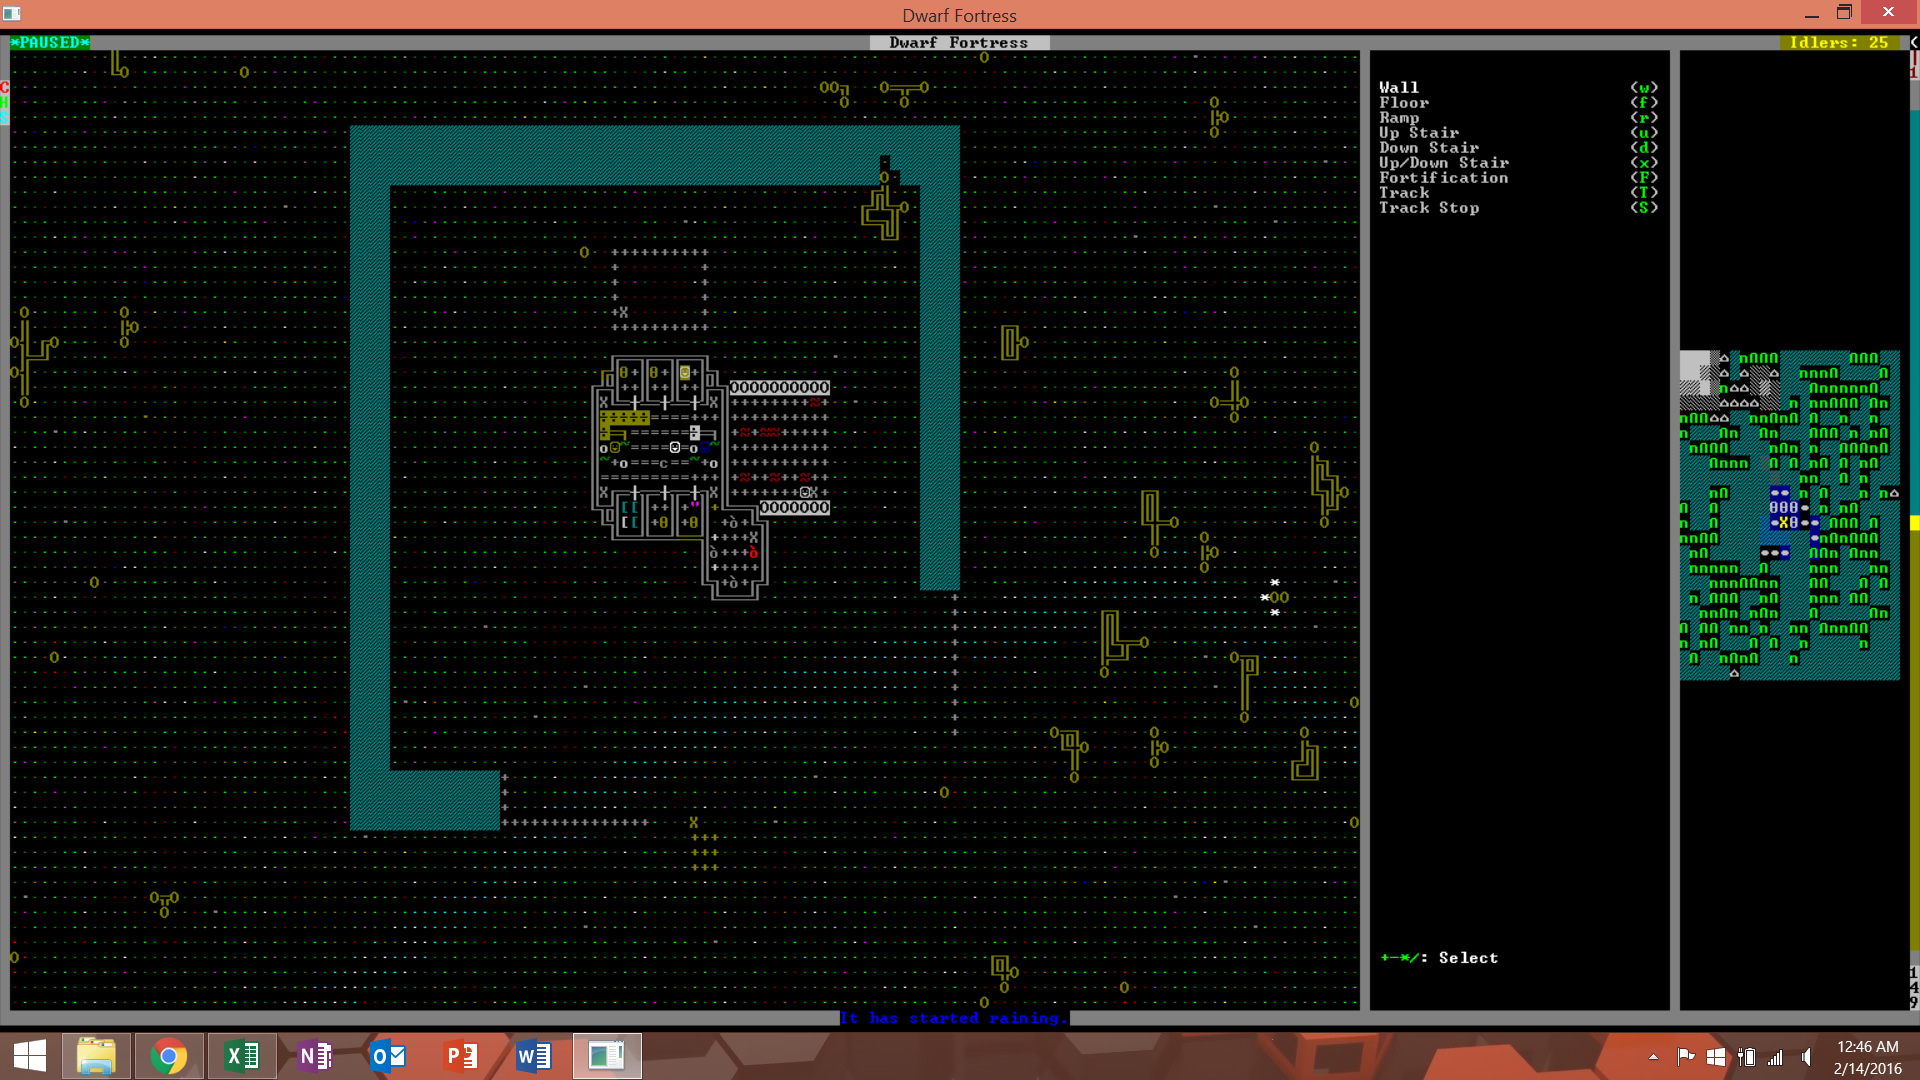 Dwarf Fortress
*PAUSED*
Dwarf Fortress
Idlers: 25
C
H
S
Wall (w)
Floor (f)
Ramp (r)
Up Stair (u)
Down Stair (d)
Up/Down Stair (x)
Fortification (F)
Track (T)
Track Stop (S)
+-*/: Select
It has started raining.
149
12:46 AM
2/14/2016